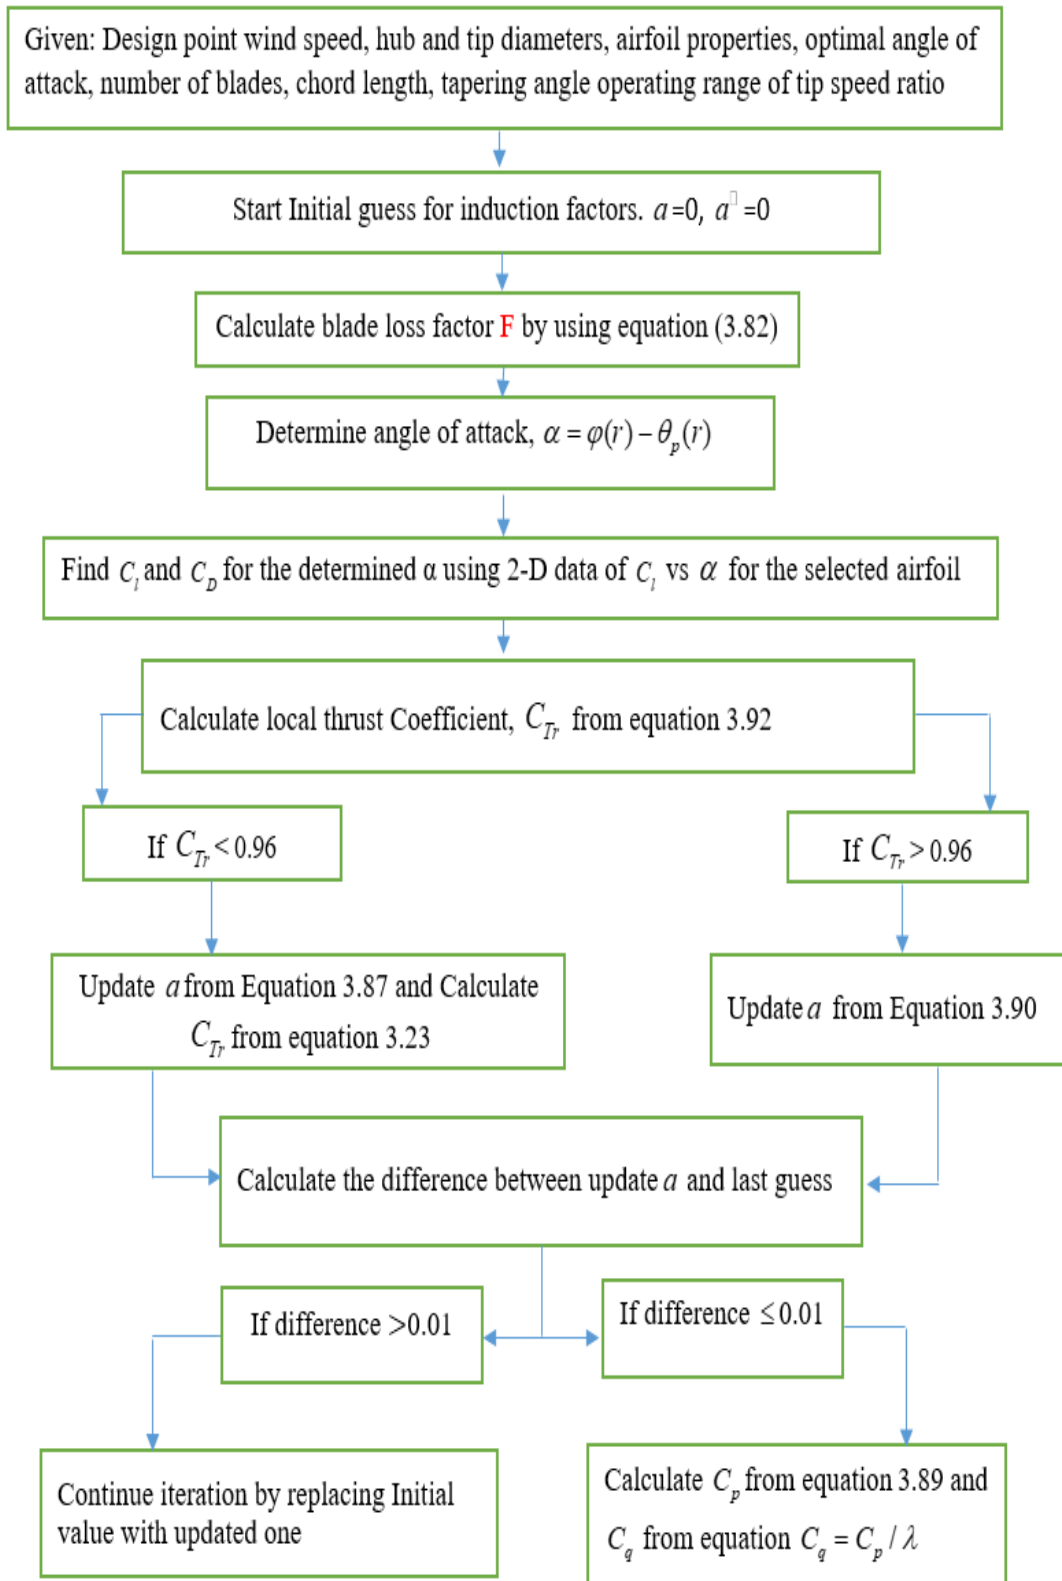 Given: Design point wind speed, hub and tip diameters, airfoil properties, optimal angle of
attack, number of blades, chord length, tapering angle operating range of tip speed ratio
Start Initial guess for induction factors. a=0, a□=0
Calculate blade loss factor F by using equation (3.82)
Determine angle of attack, α = φ(r) − θp(r)
Find Cl and CD for the determined α using 2-D data of Cl vs α for the selected airfoil
Calculate local thrust Coefficient, CTr from equation 3.92
If CTr < 0.96
If CTr > 0.96
Update a from Equation 3.87 and Calculate
CTr from equation 3.23
Update a from Equation 3.90
Calculate the difference between update a and last guess
If difference >0.01
If difference ≤ 0.01
Continue iteration by replacing Initial
value with updated one
Calculate Cp from equation 3.89 and
Cq from equation Cq = Cp / λ